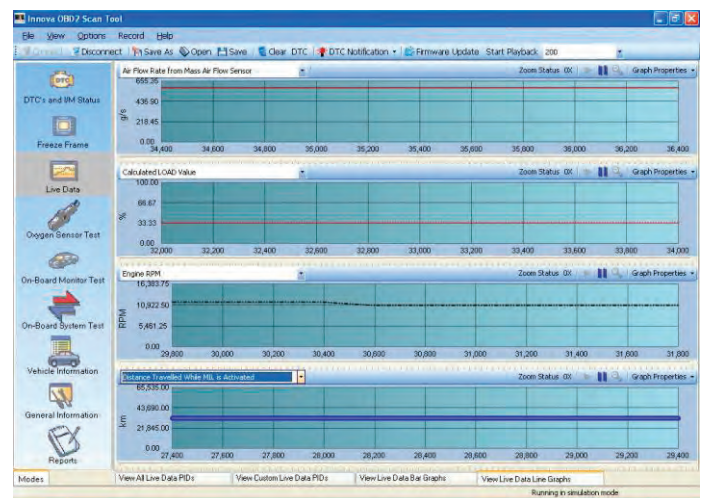 Innova OBD2 Scan Tool
File View Options Record Help
Connect Disconnect Save As Open Save Clear DTC DTC Notification Firmware Update Start Playback 200
DTC's and I/M Status
Freeze Frame
Live Data
Oxygen Sensor Test
On-Board Monitor Test
On-Board System Test
Vehicle Information
General Information
Reports
Modes
Air Flow Rate from Mass Air Flow Sensor Zoom Status 0X Graph Properties
655.35
436.90
218.45
0.00
g/s
34,400 34,600 34,800 35,000 35,200 35,400 35,600 35,800 36,000 36,200 36,400
Calculated LOAD Value Zoom Status 0X Graph Properties
100.00
66.67
33.33
0.00
%
32,000 32,200 32,400 32,600 32,800 33,000 33,200 33,400 33,600 33,800 34,000
Engine RPM Zoom Status 0X Graph Properties
16,383.75
10,922.50
5,461.25
0.00
RPM
29,800 30,000 30,200 30,400 30,600 30,800 31,000 31,200 31,400 31,600 31,800
Distance Travelled While MIL is Activated Zoom Status 0X Graph Properties
65,535.00
43,690.00
21,845.00
0.00
km
27,400 27,600 27,800 28,000 28,200 28,400 28,600 28,800 29,000 29,200 29,400
View All Live Data PIDs View Custom Live Data PIDs View Live Data Bar Graphs View Live Data Line Graphs
Running in simulation mode